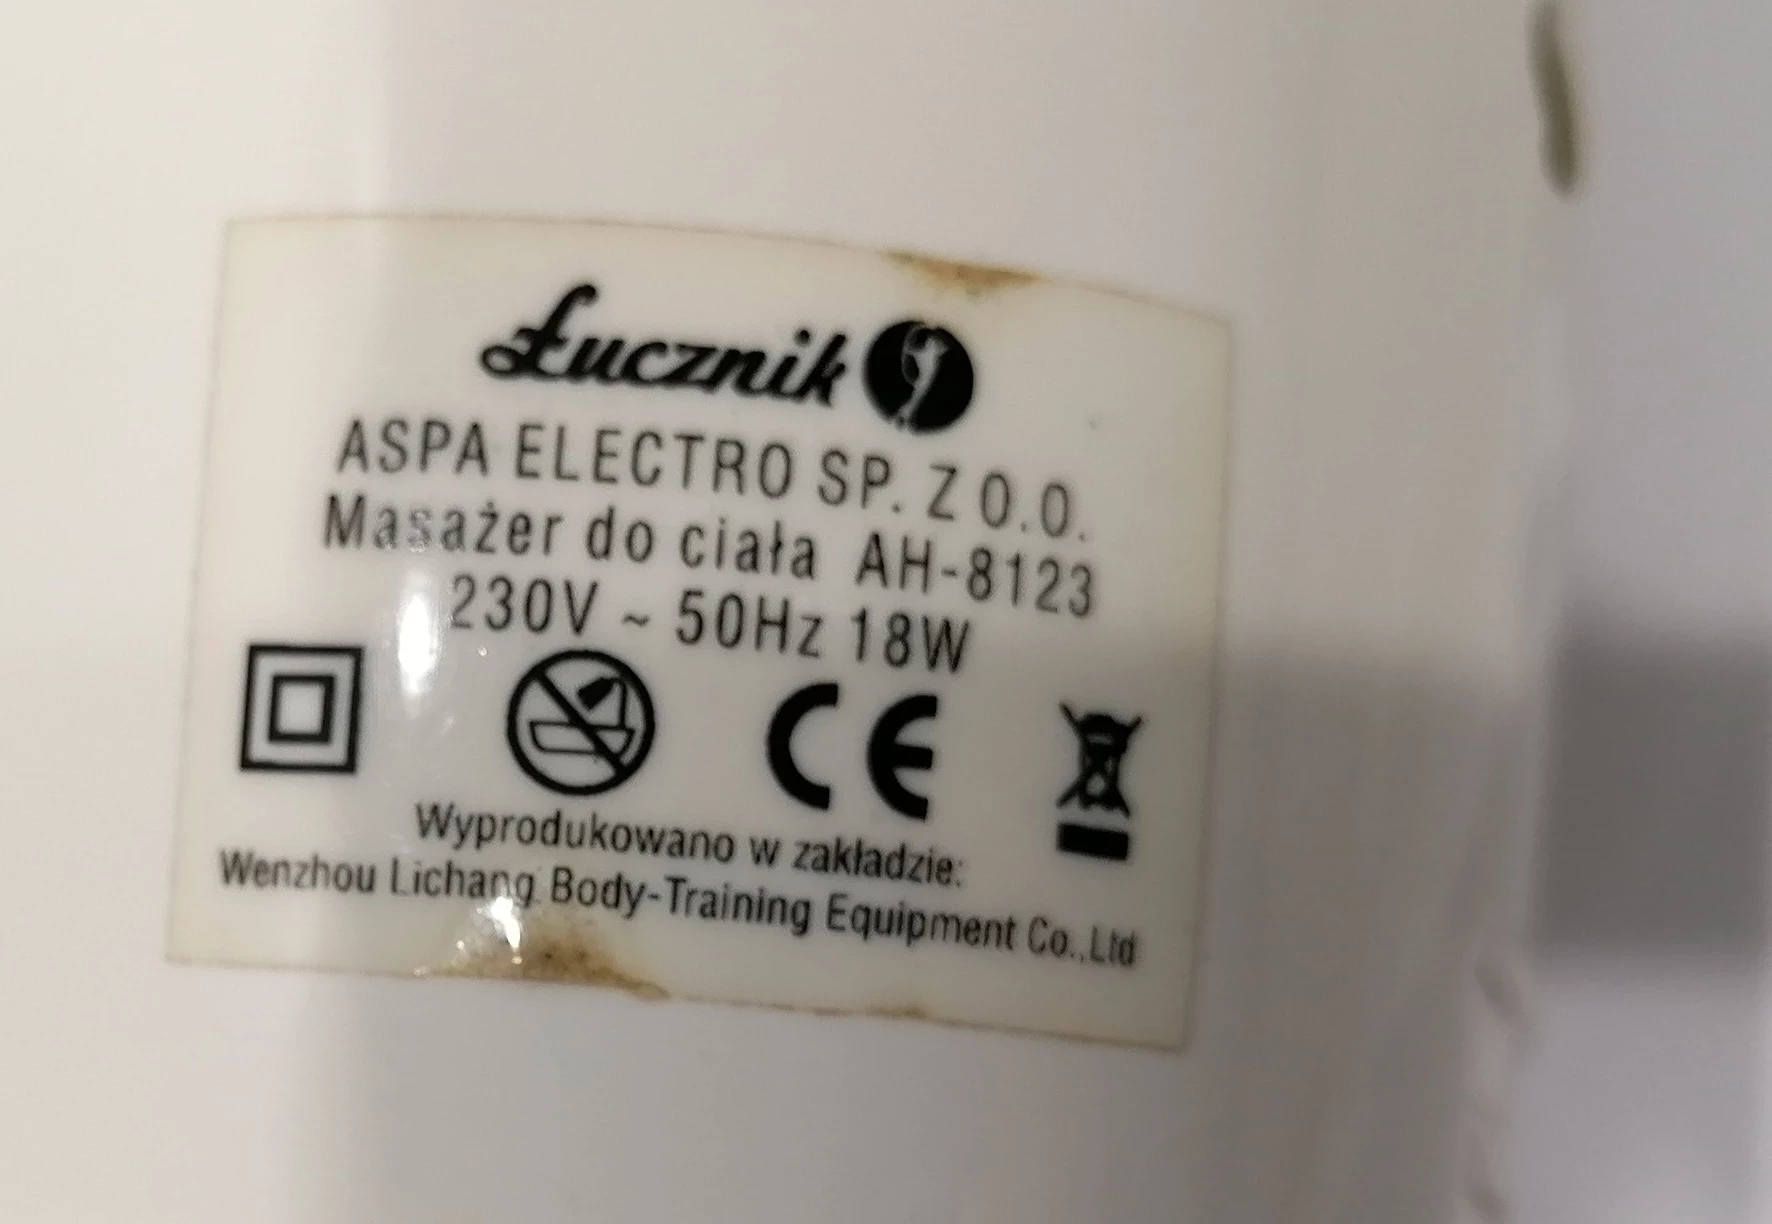 Łucznik
ASPA ELECTRO SP. Z O.O.
Masażer do ciała AH-8123
230V ~ 50Hz 18W
CE
Wyprodukowano w zakładzie:
Wenzhou Lichang Body-Training Equipment Co.,Ltd